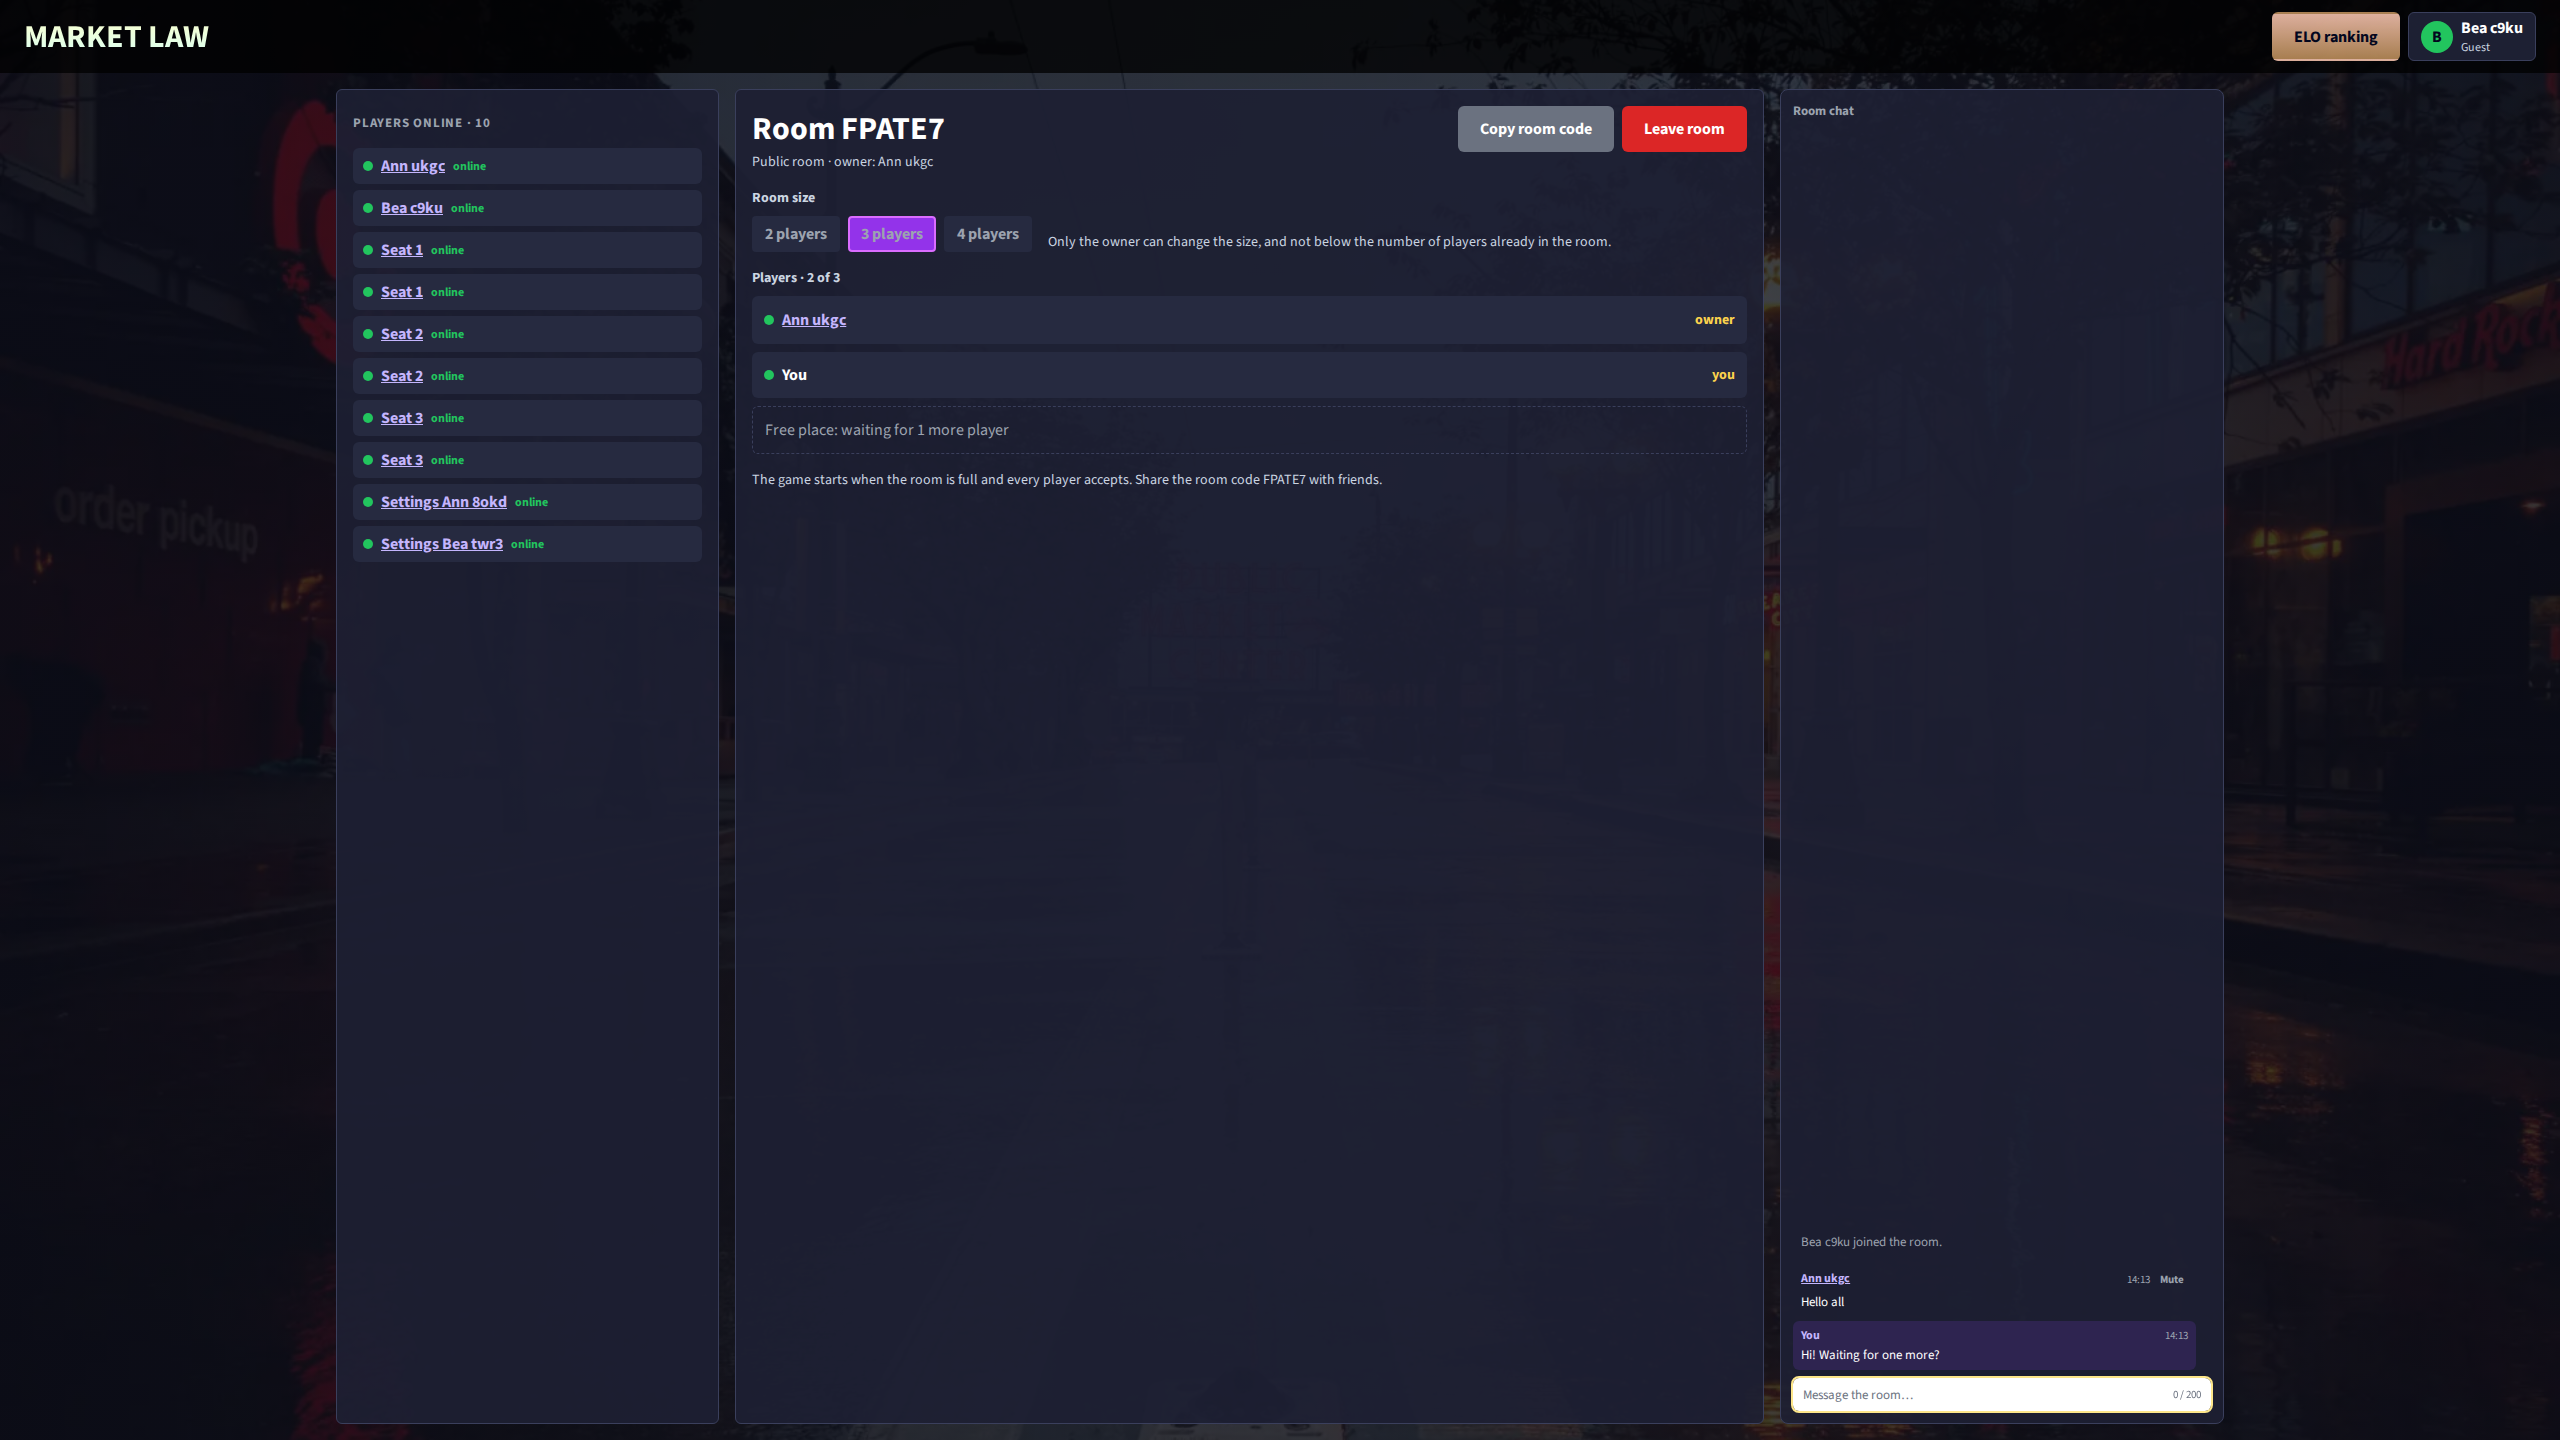 MARKET LAW
ELO ranking
B
Bea c9ku
Guest
PLAYERS ONLINE · 10
Ann ukgc online
Bea c9ku online
Seat 1 online
Seat 1 online
Seat 2 online
Seat 2 online
Seat 3 online
Seat 3 online
Settings Ann 8okd online
Settings Bea twr3 online
Room FPATE7
Public room · owner: Ann ukgc
Copy room code
Leave room
Room size
2 players
3 players
4 players
Only the owner can change the size, and not below the number of players already in the room.
Players · 2 of 3
Ann ukgc owner
You you
Free place: waiting for 1 more player
The game starts when the room is full and every player accepts. Share the room code FPATE7 with friends.
Room chat
Bea c9ku joined the room.
Ann ukgc 14:13 Mute
Hello all
You 14:13
Hi! Waiting for one more?
Message the room… 0 / 200
order pickup
Hard Rock